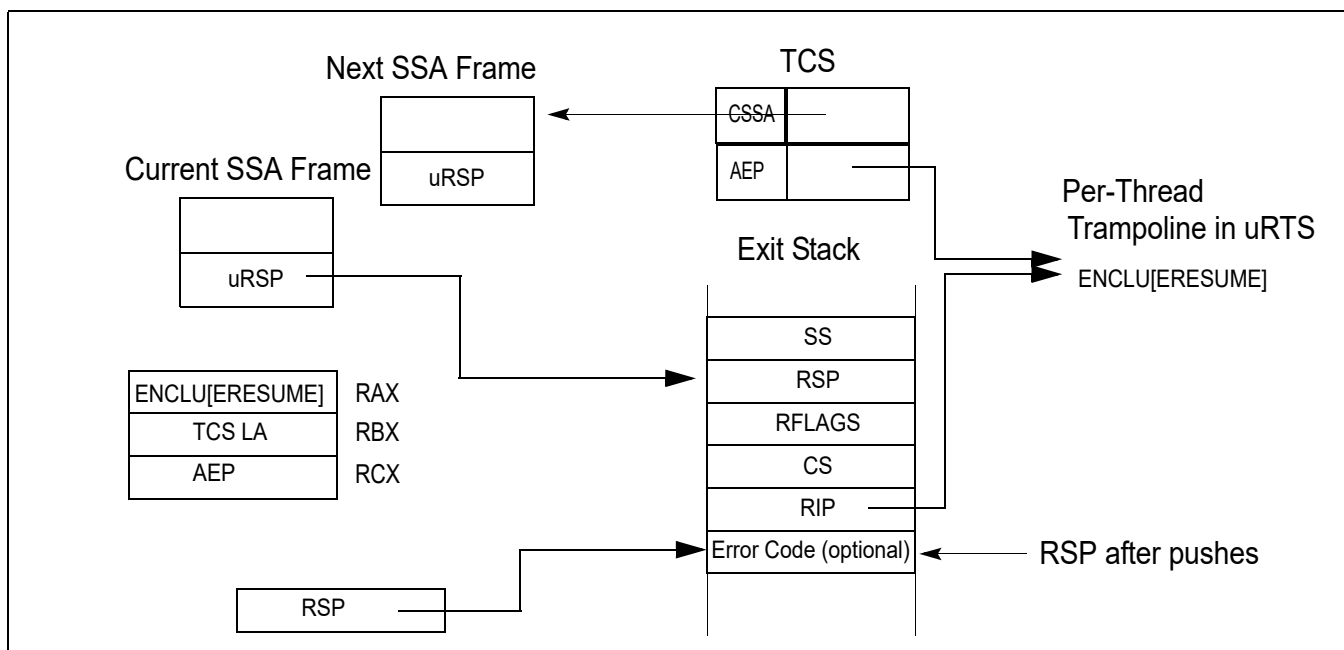 Next SSA Frame
TCS
CSSA
Current SSA Frame
uRSP
AEP
Per-Thread
Trampoline in uRTS
uRSP
Exit Stack
ENCLU[ERESUME]
SS
ENCLU[ERESUME] RAX
RSP
TCS LA RBX
RFLAGS
AEP RCX
CS
RIP
Error Code (optional)
RSP after pushes
RSP